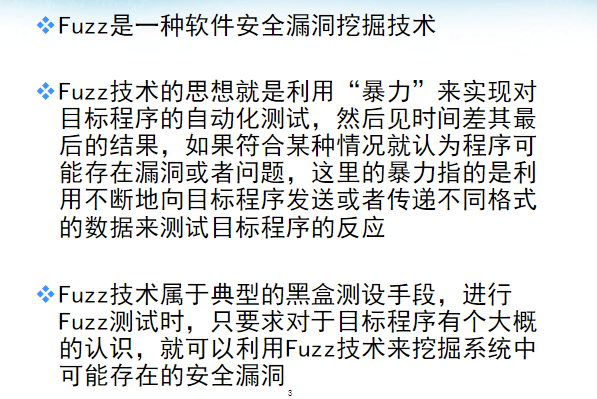 Fuzz是一种软件安全漏洞挖掘技术
Fuzz技术的思想就是利用“暴力”来实现对
目标程序的自动化测试，然后见时间差其最
后的结果，如果符合某种情况就认为程序可
能存在漏洞或者问题，这里的暴力指的是利
用不断地向目标程序发送或者传递不同格式
的数据来测试目标程序的反应
Fuzz技术属于典型的黑盒测设手段，进行
Fuzz测试时，只要求对于目标程序有个大概
的认识，就可以利用Fuzz技术来挖掘系统中
可能存在的安全漏洞
3